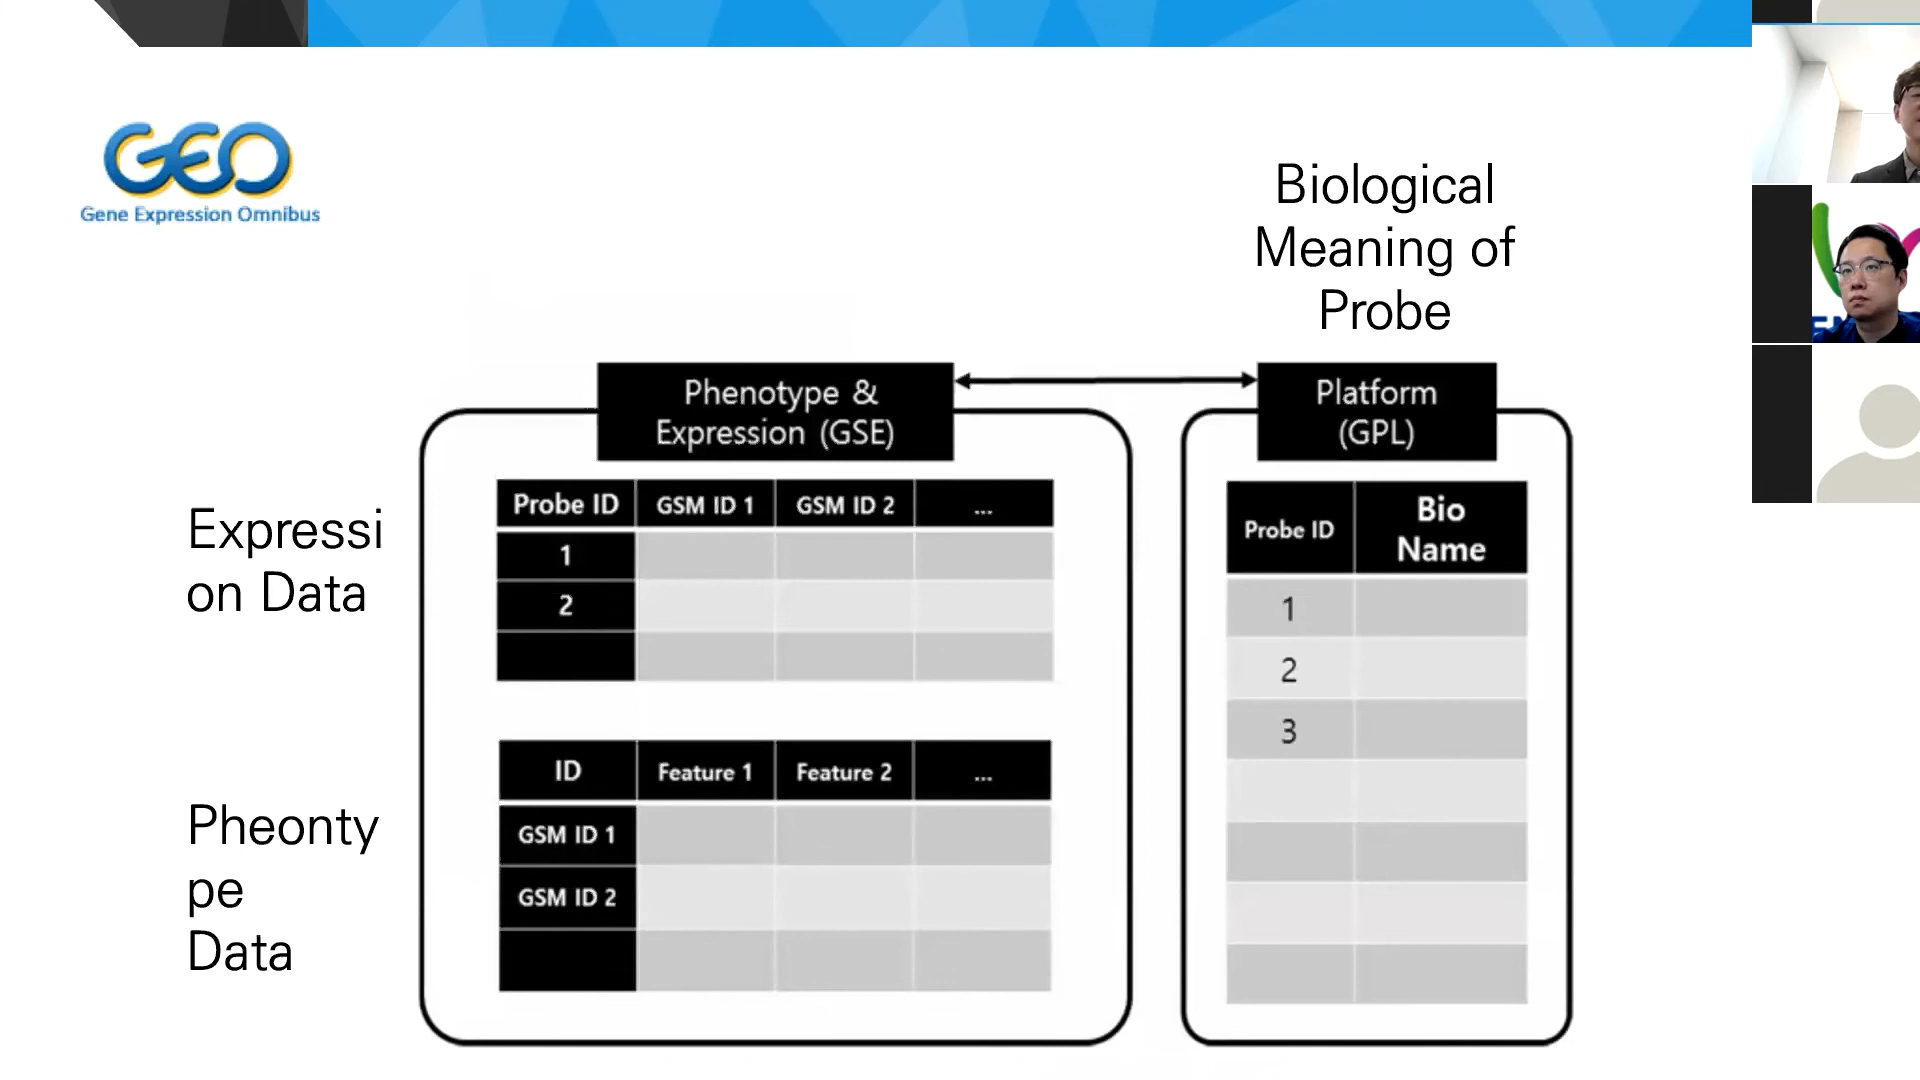 GEO
Gene Expression Omnibus
Biological
Meaning of
Probe
Phenotype &
Expression (GSE)
Platform
(GPL)
Expressi
on Data
Probe ID GSM ID 1 GSM ID 2 ...
1
2
Probe ID Bio
Name
1
2
3
Pheonty
pe
Data
ID Feature 1 Feature 2 ...
GSM ID 1
GSM ID 2